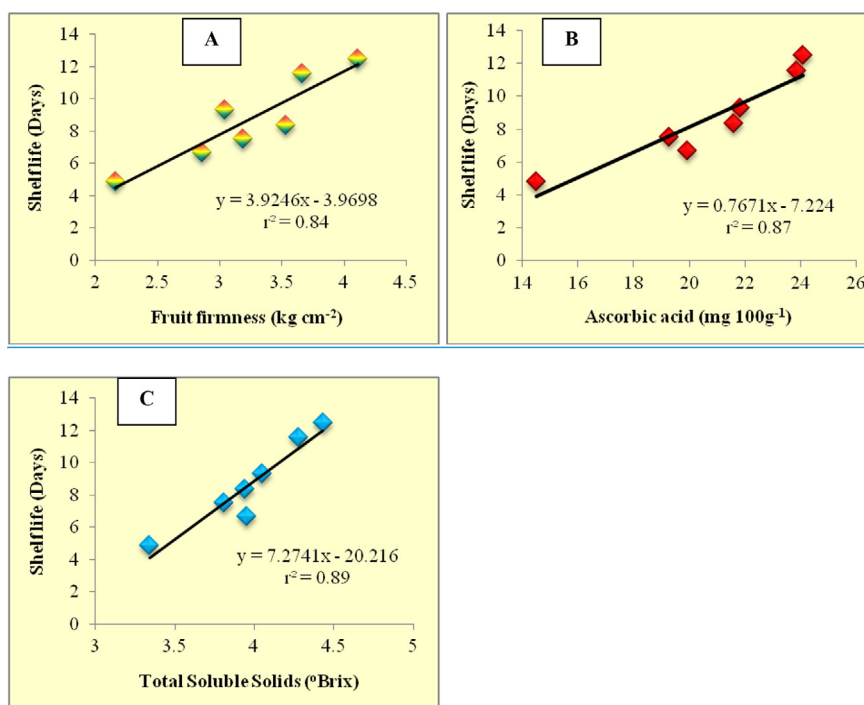 A
14
12
10
8
6
4
2
0
Shelf life (Days)
y = 3.9246x - 3.9698
r² = 0.84
2 2.5 3 3.5 4 4.5
Fruit firmness (kg cm⁻²)
B
14
12
10
8
6
4
2
0
Shelf life (Days)
y = 0.7671x - 7.224
r² = 0.87
14 16 18 20 22 24 26
Ascorbic acid (mg 100g⁻¹)
C
14
12
10
8
6
4
2
0
Shelf life (Days)
y = 7.2741x - 20.216
r² = 0.89
3 3.5 4 4.5 5
Total Soluble Solids (°Brix)